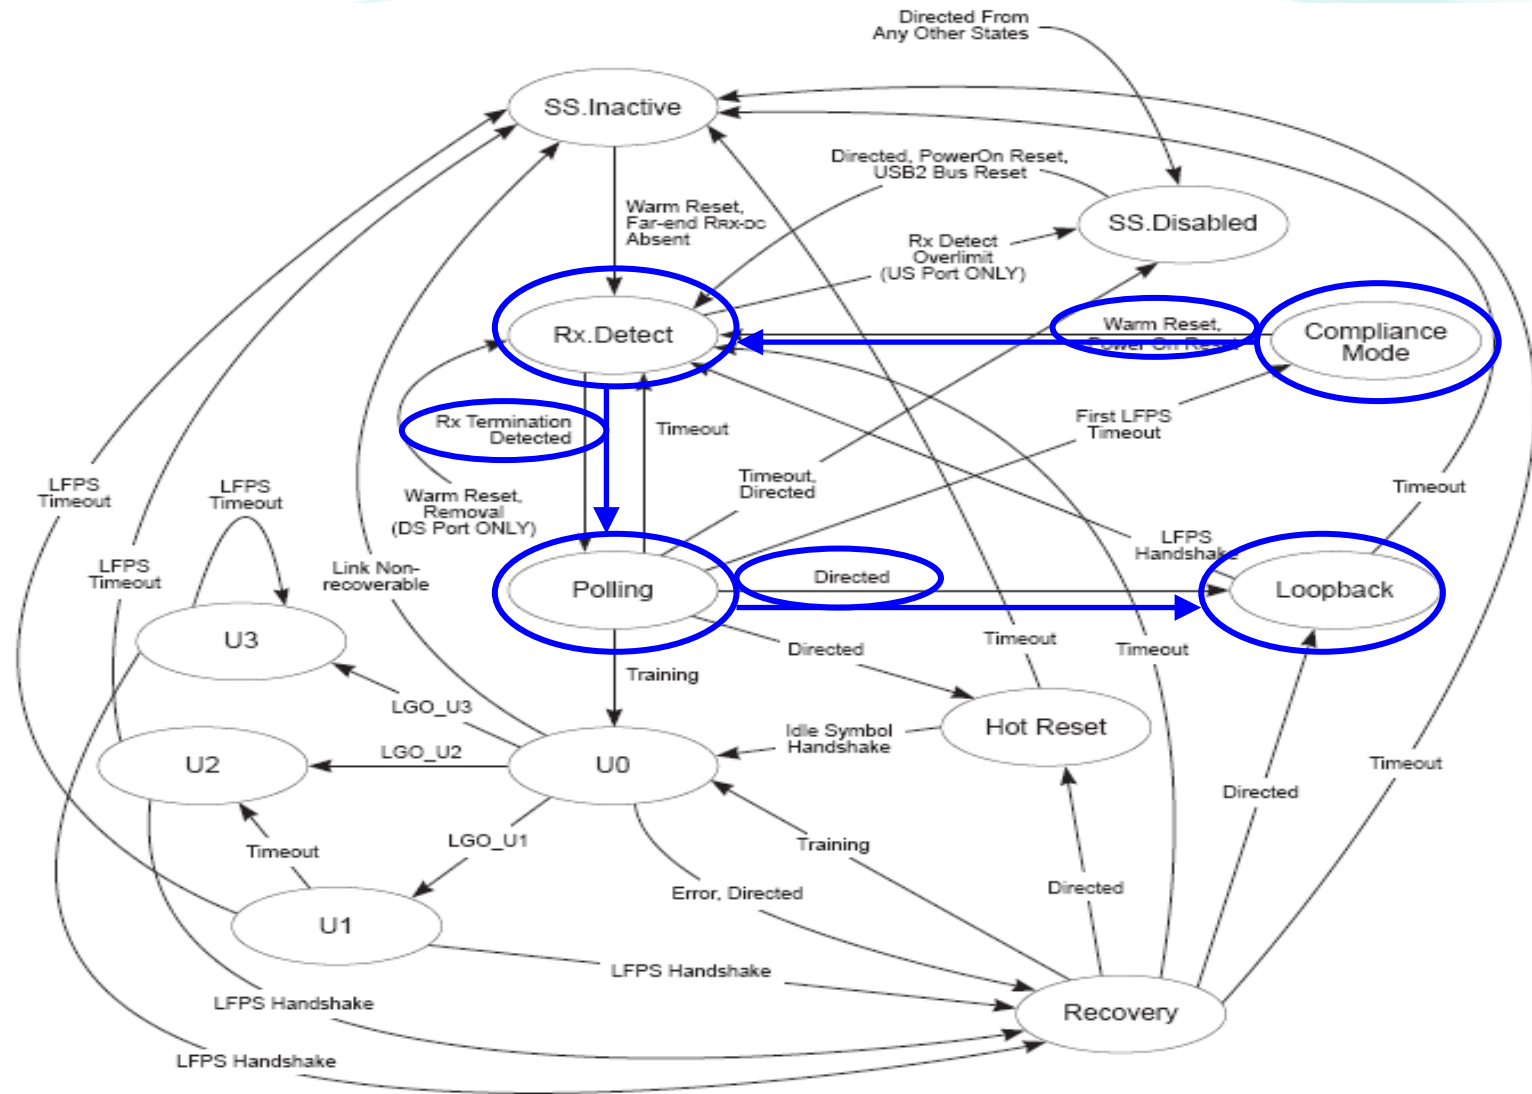 Directed From
Any Other States
SS.Inactive
Directed, PowerOn Reset,
USB2 Bus Reset
Warm Reset,
Far-end RRX-DC
Absent
SS.Disabled
Rx Detect
Overlimit
(US Port ONLY)
Rx.Detect
Warm Reset,
Power On Reset
Compliance
Mode
Rx Termination
Detected
Timeout
First LFPS
Timeout
Timeout,
Directed
LFPS
Timeout
LFPS
Timeout
Warm Reset,
Removal
(DS Port ONLY)
Timeout
LFPS
Handshake
LFPS
Timeout
Link Non-
recoverable
Polling
Directed
Loopback
U3
Training
Directed
Timeout
Timeout
LGO_U3
Hot Reset
Idle Symbol
Handshake
U2
LGO_U2
U0
Timeout
Directed
LGO_U1
Timeout
Training
Error, Directed
Directed
U1
LFPS Handshake
LFPS Handshake
Recovery
LFPS Handshake